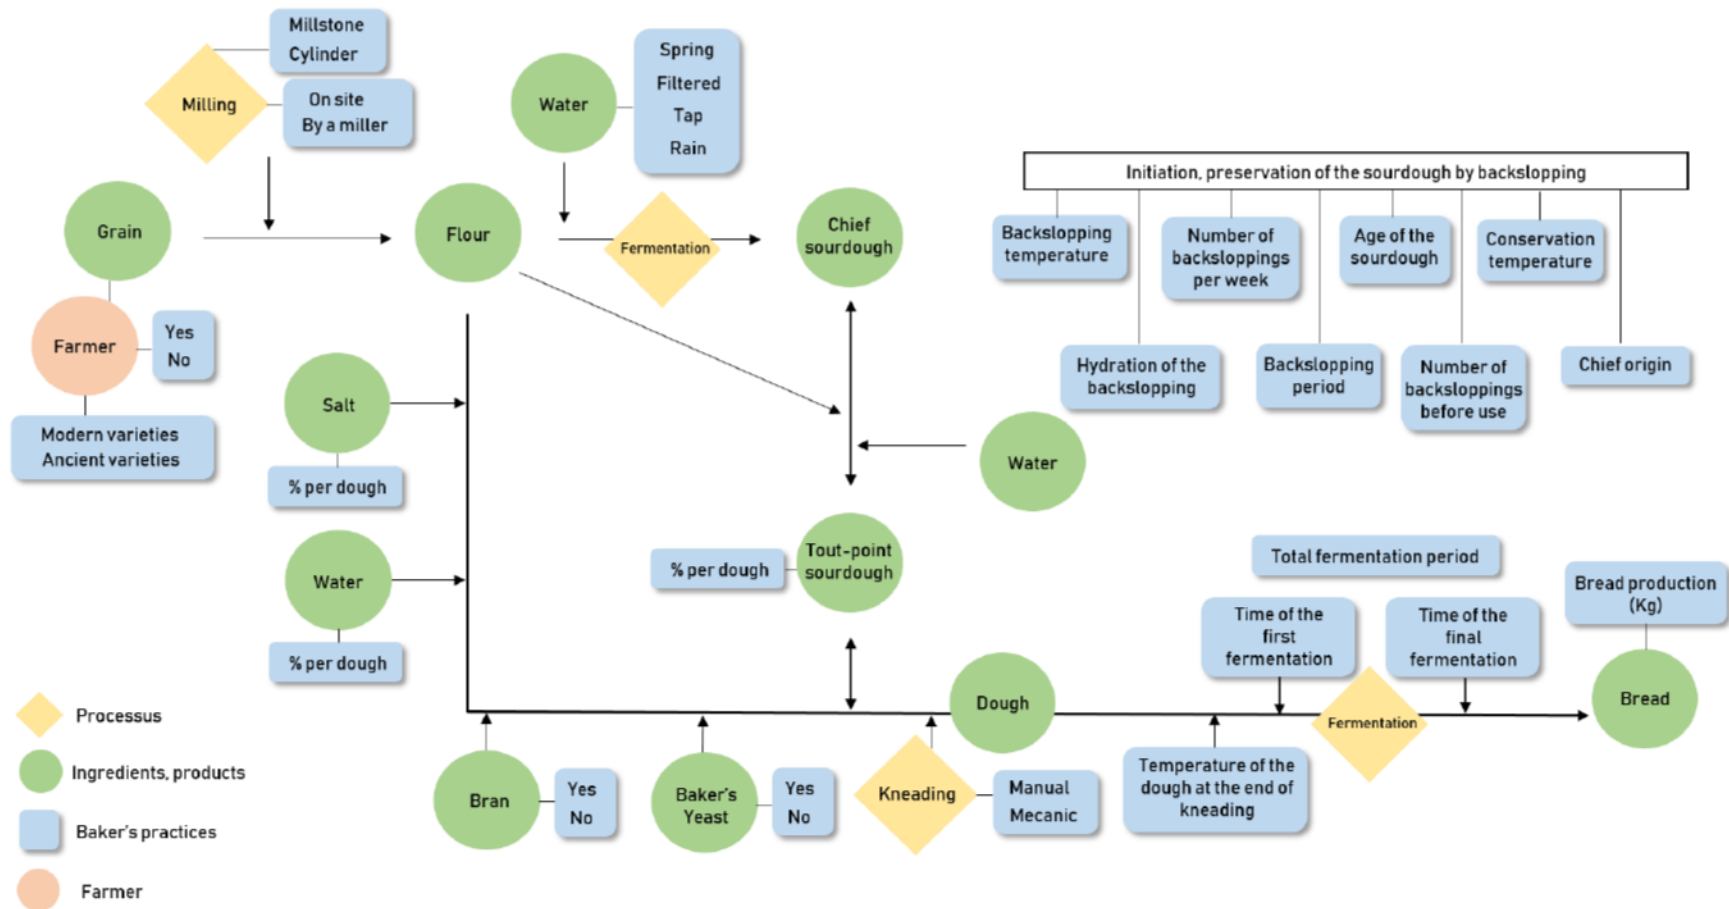 Millstone
Cylinder
Milling
On site
By a miller
Water
Spring
Filtered
Tap
Rain
Grain
Flour
Fermentation
Chief
sourdough
Initiation, preservation of the sourdough by backslopping
Backslopping
temperature
Number of
backsloppings
per week
Age of the
sourdough
Conservation
temperature
Hydration of the
backslopping
Backslopping
period
Number of
backsloppings
before use
Chief origin
Farmer
Yes
No
Modern varieties
Ancient varieties
Salt
% per dough
Water
Water
% per dough
Tout-point
sourdough
% per dough
Total fermentation period
Time of the
first
fermentation
Time of the
final
fermentation
Bread production
(Kg)
Dough
Fermentation
Bread
Bran
Yes
No
Baker's
Yeast
Yes
No
Kneading
Manual
Mecanic
Temperature of the
dough at the end of
kneading
Processus
Ingredients, products
Baker's practices
Farmer